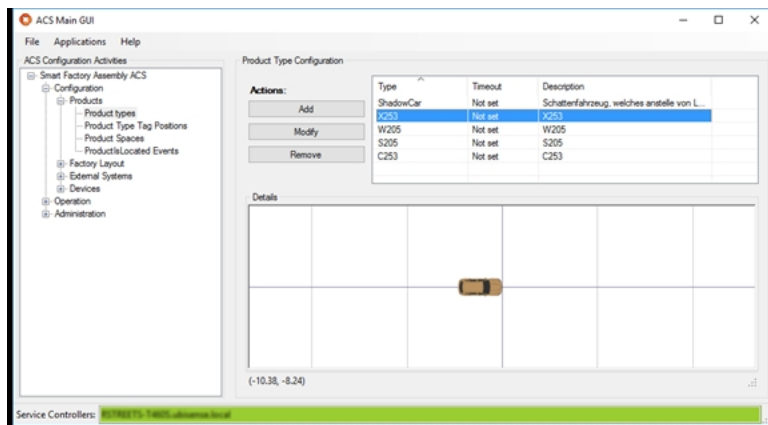 ACS Main GUI
File Applications Help
ACS Configuration Activities
Smart Factory Assembly ACS
Configuration
Products
Product types
Product Type Tag Positions
Product Spaces
ProductIsLocated Events
Factory Layout
External Systems
Devices
Operation
Administration
Product Type Configuration
Actions:
Add
Modify
Remove
Type Timeout Description
ShadowCar Not set Schattenfahrzeug, welches anstelle von L...
X253 Not set X253
W205 Not set W205
S205 Not set S205
C253 Not set C253
Details
(-10.38, -8.24)
Service Controllers: